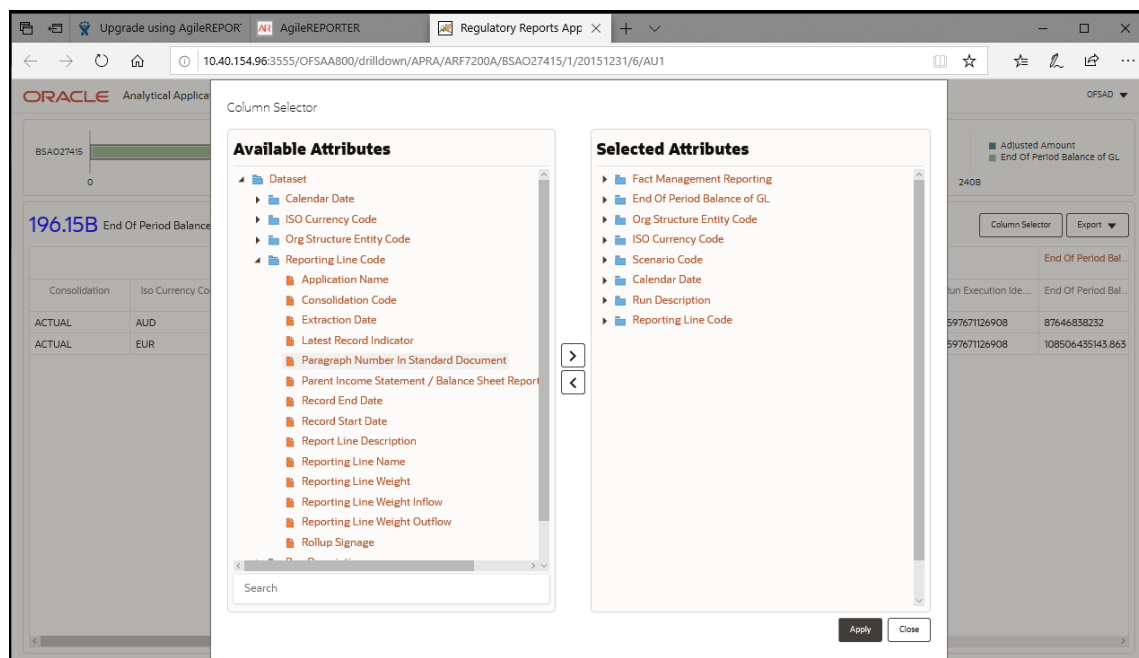 Upgrade using AgileREPOR
AR AgileREPORTER
Regulatory Reports App
10.40.154.96:3555/OFSAA800/drilldown/APRA/ARF7200A/BSAO27415/1/20151231/6/AU1
ORACLE Analytical Applica
OFSAD
Column Selector
BSAO27415
0
240B
Adjusted Amount
End Of Period Balance of GL
196.15B End Of Period Balance
Column Selector
Export
End Of Period Bal..
Consolidation
Iso Currency Co
Run Execution Ide...
End Of Period Bal...
ACTUAL AUD 597671126908 87646838232
ACTUAL EUR 597671126908 108506435143.863
Available Attributes
Dataset
Calendar Date
ISO Currency Code
Org Structure Entity Code
Reporting Line Code
Application Name
Consolidation Code
Extraction Date
Latest Record Indicator
Paragraph Number In Standard Document
Parent Income Statement / Balance Sheet Report
Record End Date
Record Start Date
Report Line Description
Reporting Line Name
Reporting Line Weight
Reporting Line Weight Inflow
Reporting Line Weight Outflow
Rollup Signage
Search
Selected Attributes
Fact Management Reporting
End Of Period Balance of GL
Org Structure Entity Code
ISO Currency Code
Scenario Code
Calendar Date
Run Description
Reporting Line Code
Apply
Close